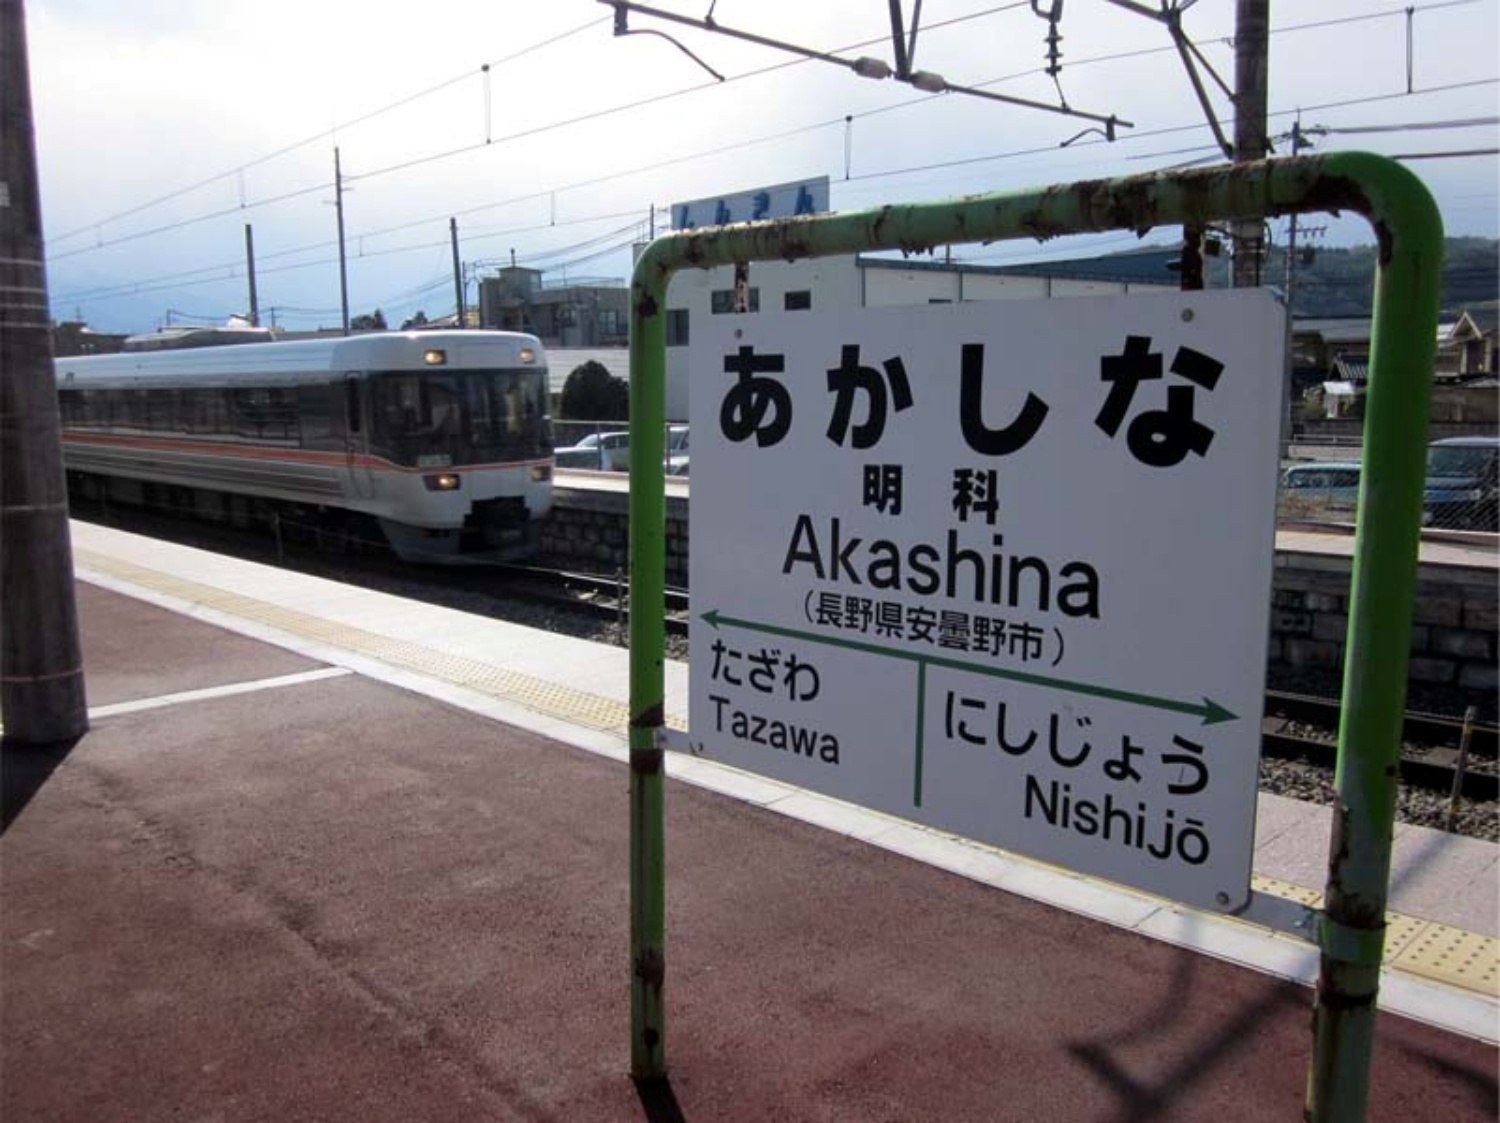 あかしな
明科
Akashina
（長野県安曇野市）
たざわ
Tazawa
にしじょう
Nishijō